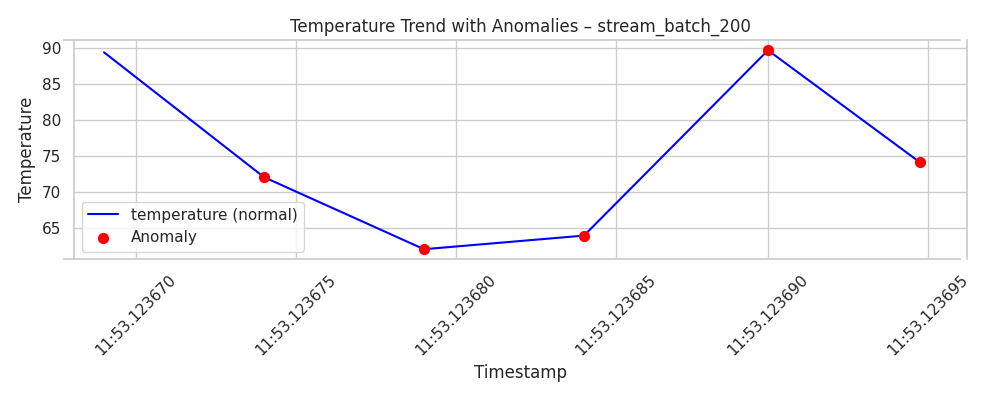 Temperature Trend with Anomalies – stream_batch_200
90
85
80
75
70
65
Temperature
temperature (normal)
Anomaly
11:53.123670
11:53.123675
11:53.123680
11:53.123685
11:53.123690
11:53.123695
Timestamp